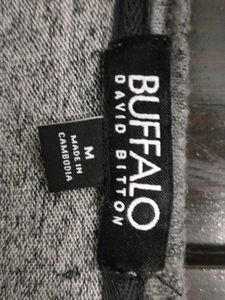 BUFFALO
DAVID BITTON
M
MADE IN
CAMBODIA